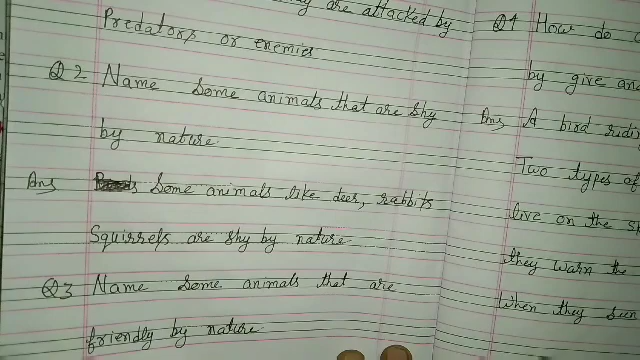 are attacked by
Predators or enemies
Q2 Name Some animals that are shy
by nature.
Ans Some animals like deer, rabbits
Squirrels are shy by nature.
Q3 Name Some animals that are
friendly by nature.
Q4 How do
by give
Ans A bird
Two types of
live on the
they warn the
when they